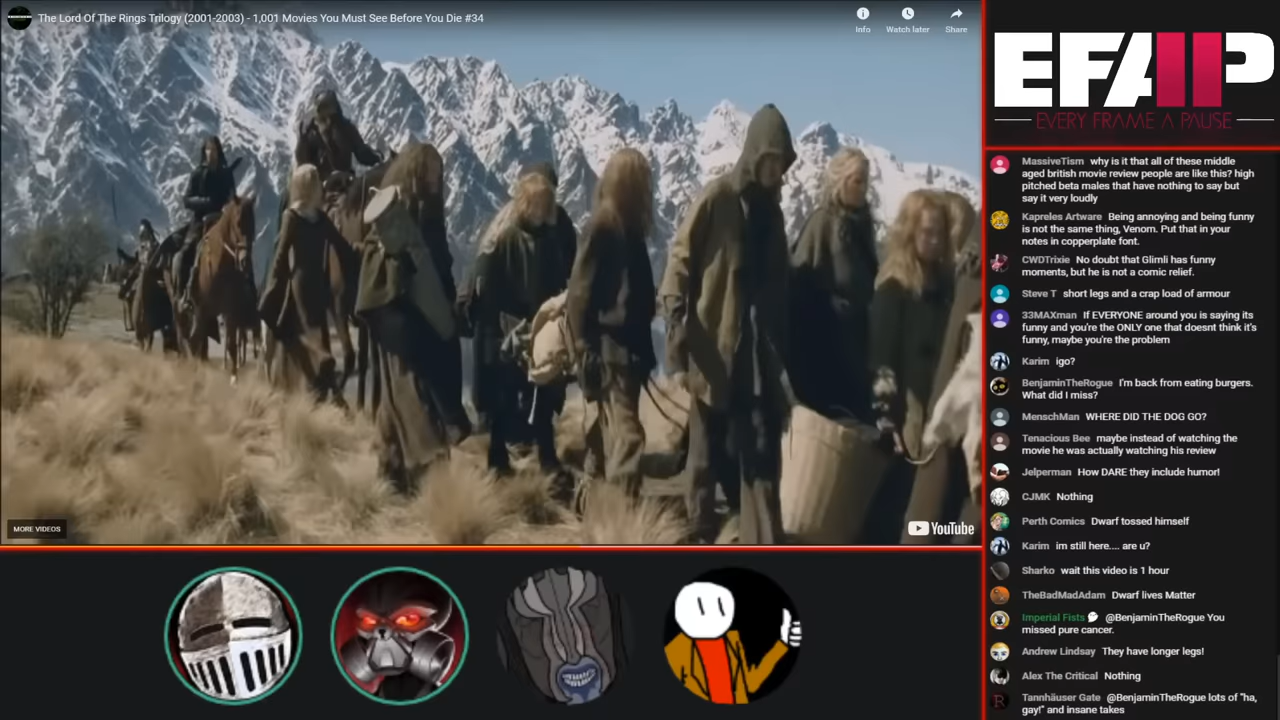 The Lord Of The Rings Trilogy (2001-2003) - 1,001 Movies You Must See Before You Die #34
Info
Watch later
Share
EFAP
EVERY FRAME A PAUSE
MORE VIDEOS
YouTube
MassiveTism why is it that all of these middle
aged british movie review people are like this? high
pitched beta males that have nothing to say but
say it very loudly
Kapreles Artware Being annoying and being funny
is not the same thing, Venom. Put that in your
notes in copperplate font.
CWDTrixie No doubt that Glimli has funny
moments, but he is not a comic relief.
Steve T short legs and a crap load of armour
33MAXman If EVERYONE around you is saying its
funny and you're the ONLY one that doesnt think it's
funny, maybe you're the problem
Karim igo?
BenjaminTheRogue I'm back from eating burgers.
What did I miss?
MenschMan WHERE DID THE DOG GO?
Tenacious Bee maybe instead of watching the
movie he was actually watching his review
Jelperman How DARE they include humor!
CJMK Nothing
Perth Comics Dwarf tossed himself
Karim im still here.... are u?
Sharko wait this video is 1 hour
TheBadMadAdam Dwarf lives Matter
Imperial Fists @BenjaminTheRogue You
missed pure cancer.
Andrew Lindsay They have longer legs!
Alex The Critical Nothing
Tannhäuser Gate @BenjaminTheRogue lots of "ha,
gay!" and insane takes